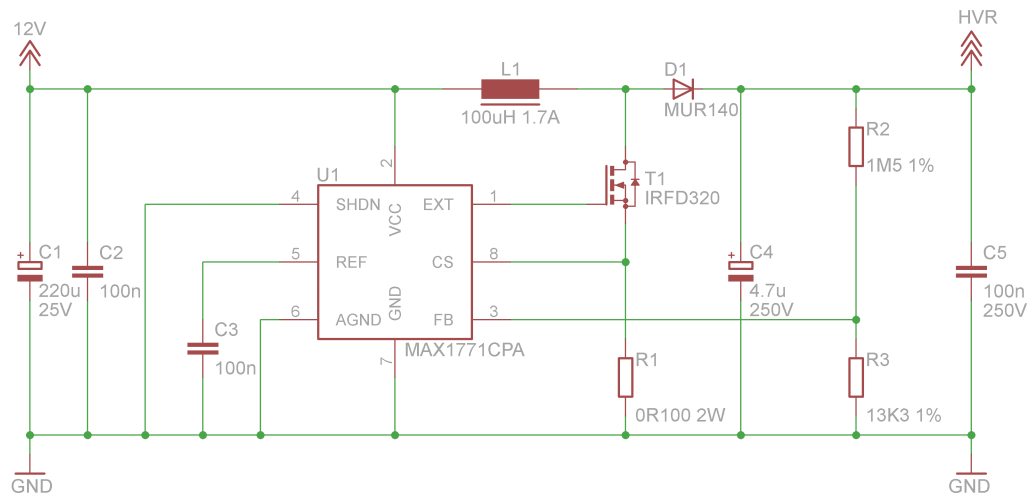 12V
HVR
L1
100uH 1.7A
D1
MUR140
R2
1M5 1%
U1
2
T1
IRFD320
4
SHDN
VCC
EXT
1
C1
+
220u
25V
C2
100n
5
REF
CS
8
C4
+
4.7u
250V
C5
100n
250V
6
AGND
GND
FB
3
C3
100n
7
MAX1771CPA
R1
0R100 2W
R3
13K3 1%
GND
GND